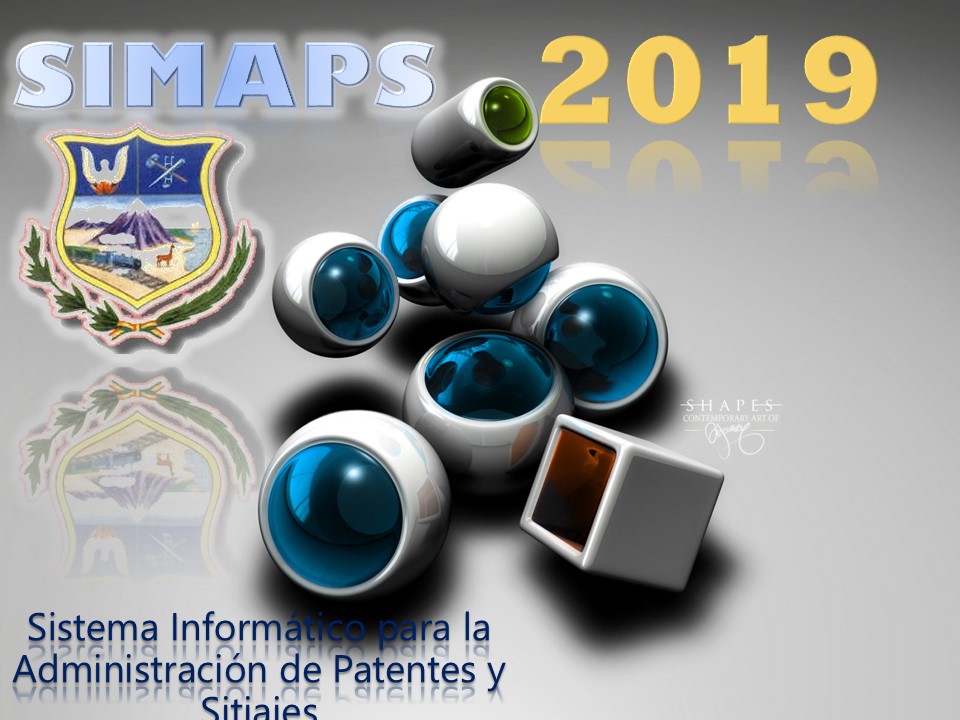 SIMAPS 2019
SHAPES
CONTEMPORARY ART OF
Sistema Informático para la
Administración de Patentes y
Sitiajes